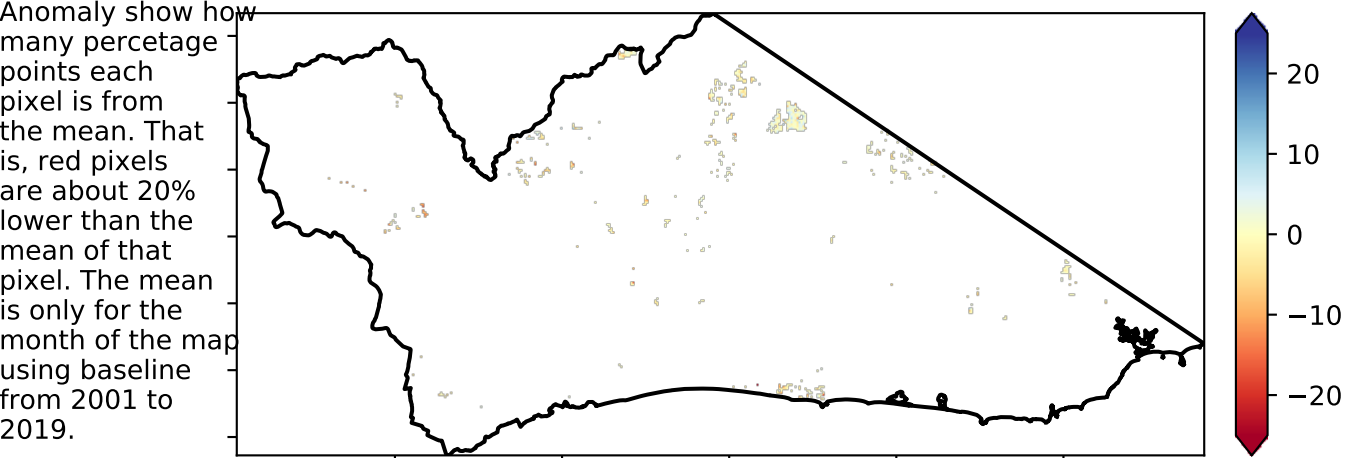 Anomaly show how
many percetage
points each
pixel is from
the mean. That
is, red pixels
are about 20%
lower than the
mean of that
pixel. The mean
is only for the
month of the map
using baseline
from 2001 to
2019.
20
10
0
−10
−20